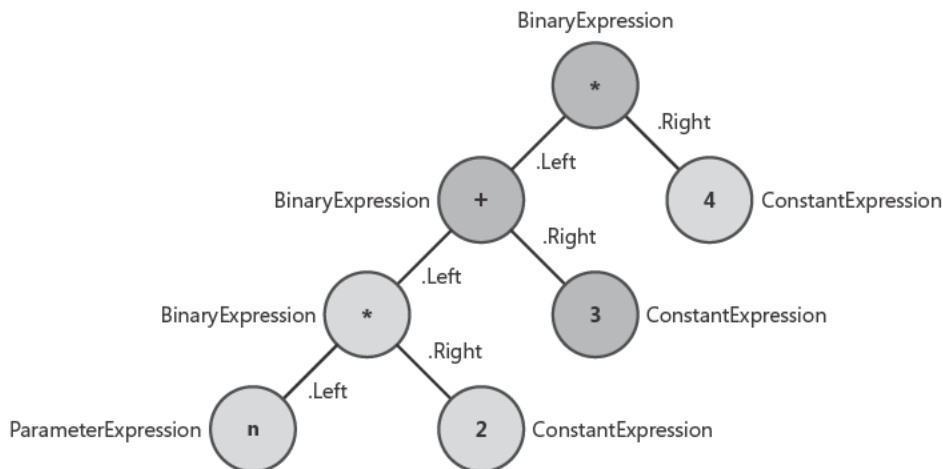 BinaryExpression
*
.Right
.Left
BinaryExpression + 4 ConstantExpression
.Right
.Left
BinaryExpression * 3 ConstantExpression
.Right
.Left
ParameterExpression n 2 ConstantExpression